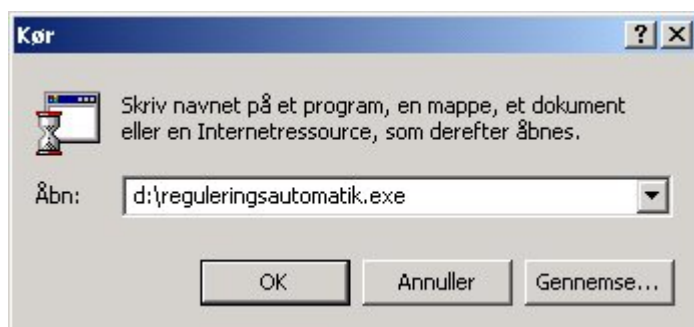 Kør
Skriv navnet på et program, en mappe, et dokument
eller en Internetressource, som derefter åbnes.
Åbn: d:\reguleringsautomatik.exe
OK Annuller Gennemse...